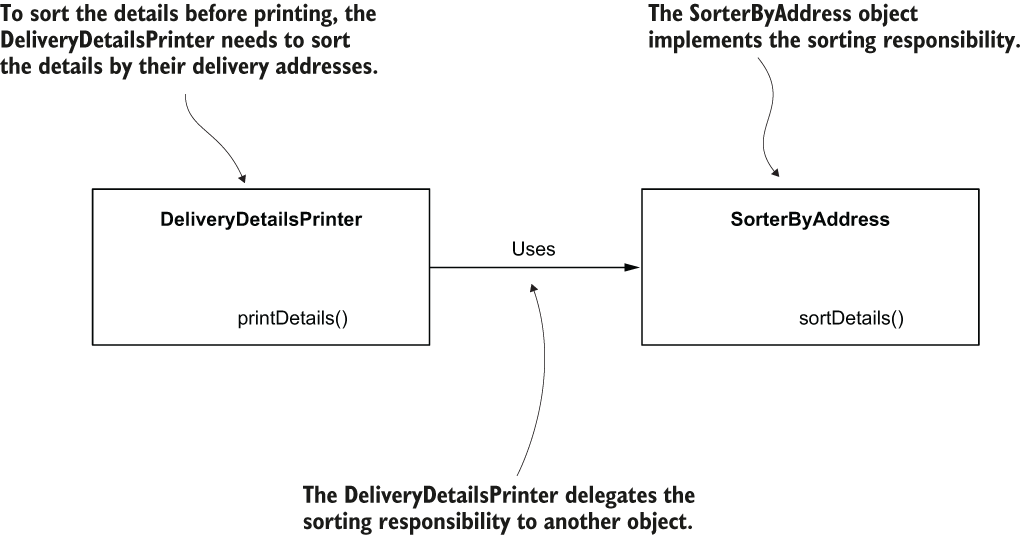 To sort the details before printing, the
DeliveryDetailsPrinter needs to sort
the details by their delivery addresses.
The SorterByAddress object
implements the sorting responsibility.
DeliveryDetailsPrinter
printDetails()
Uses
SorterByAddress
sortDetails()
The DeliveryDetailsPrinter delegates the
sorting responsibility to another object.